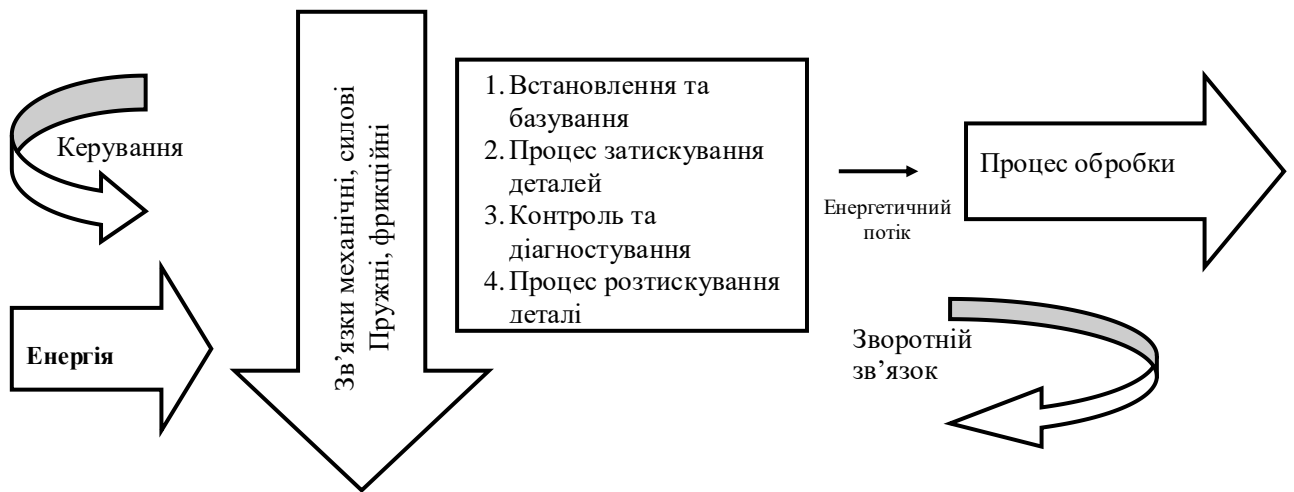 Керування
Енергія
Зв’язки механічні, силові
Пружні, фрикційні
1. Встановлення та
базування
2. Процес затискування
деталей
3. Контроль та
діагностування
4. Процес розтискування
деталі
Енергетичний
потік
Процес обробки
Зворотній
зв’язок